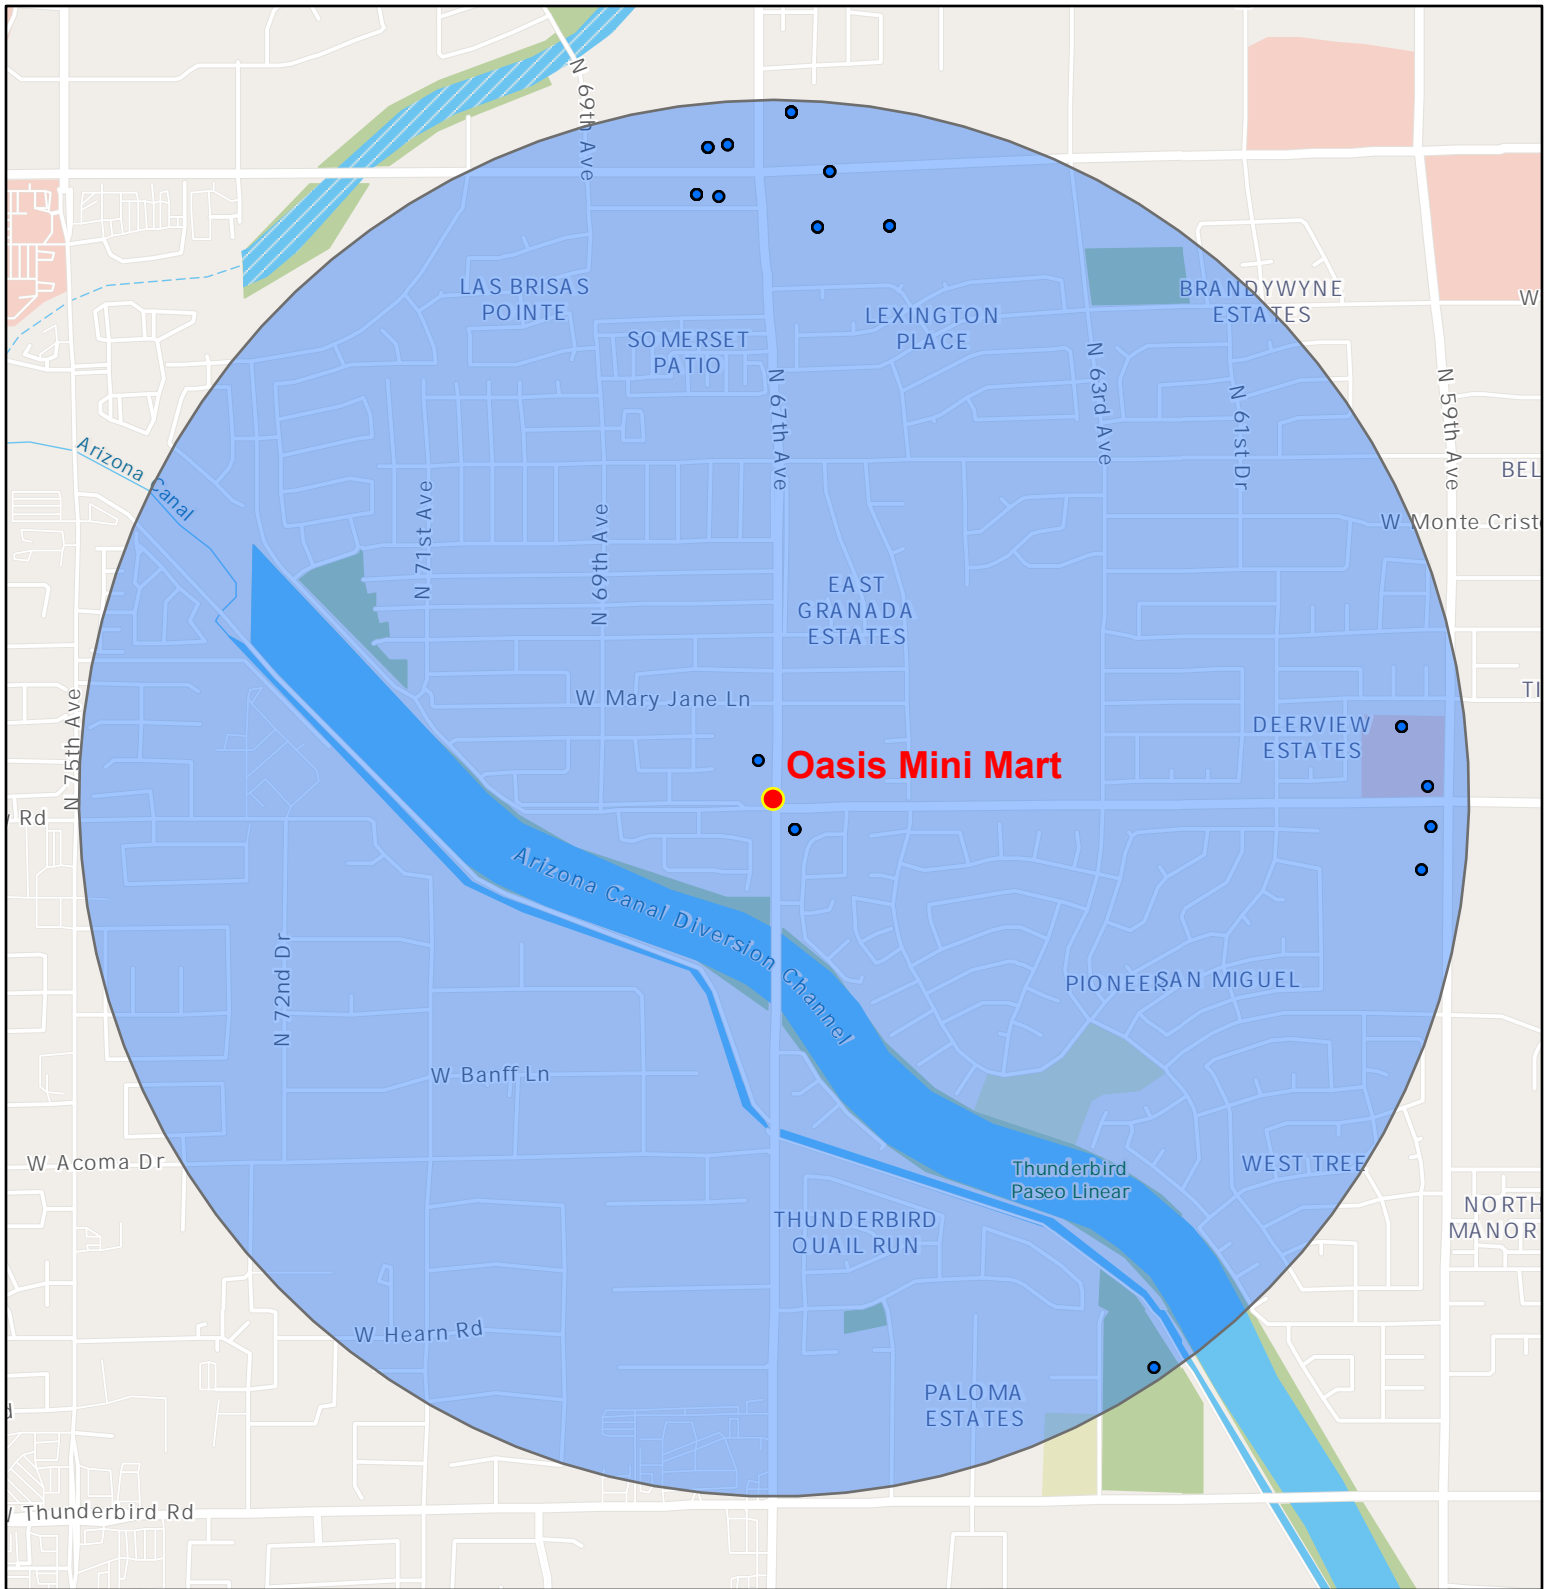 N 69th Ave
LAS BRISAS
POINTE
SOMERSET
PATIO
LEXINGTON
PLACE
BRANDYWYNE
ESTATES
W
N 67th Ave
N 63rd Ave
N 61st Dr
N 59th Ave
Arizona Canal
BEL
W Monte Crist
N 71st Ave
N 69th Ave
EAST
GRANADA
ESTATES
W Mary Jane Ln
TI
DEERVIEW
ESTATES
N 75th Ave
Oasis Mini Mart
Rd
Arizona Canal Diversion Channel
N 72nd Dr
PIONEER
SAN MIGUEL
W Banff Ln
W Acoma Dr
Thunderbird
Paseo Linear
WEST TREE
THUNDERBIRD
QUAIL RUN
NORTH
MANOR
W Hearn Rd
PALOMA
ESTATES
Thunderbird Rd